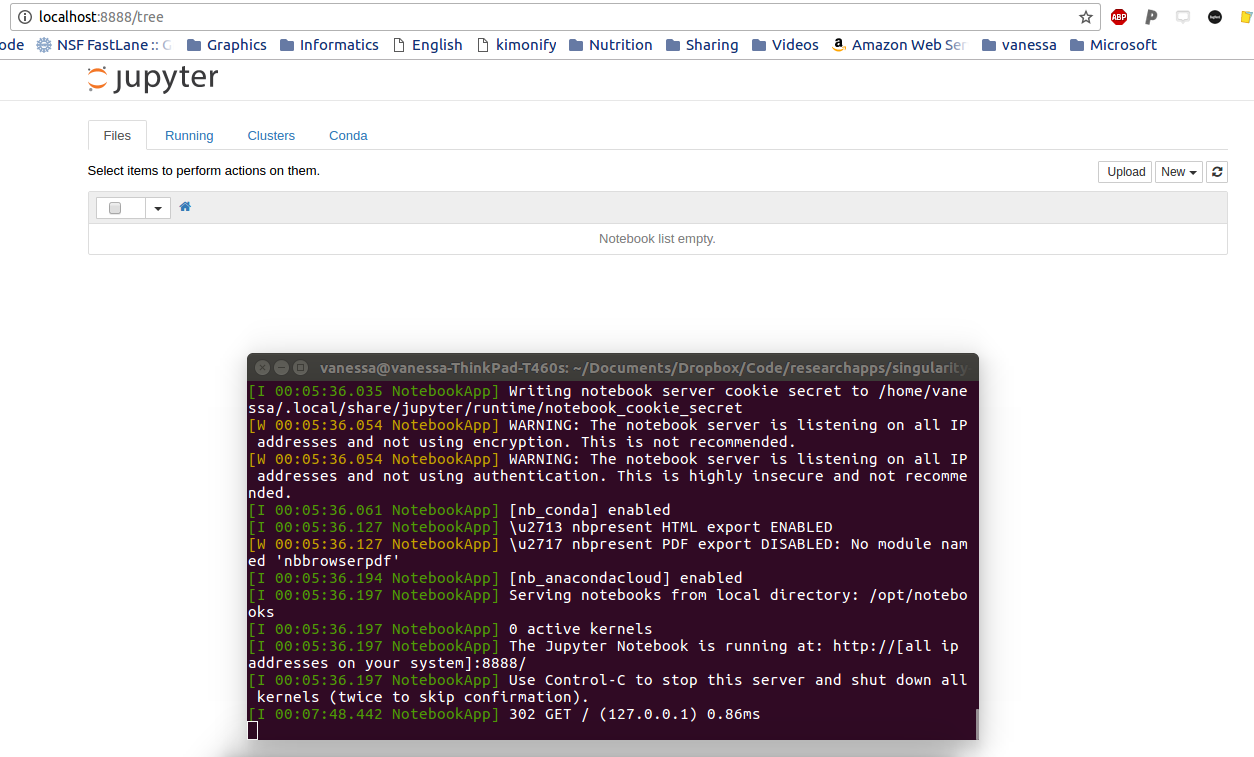 localhost:8888/tree
ABP
ode NSF FastLane :: Graphics Informatics English kimonify Nutrition Sharing Videos Amazon Web Ser vanessa Microsoft
jupyter
Files Running Clusters Conda
Select items to perform actions on them.
Upload New
Notebook list empty.
vanessa@vanessa-ThinkPad-T460s: ~/Documents/Dropbox/Code/researchapps/singularity-
[I 00:05:36.035 NotebookApp] Writing notebook server cookie secret to /home/vane
ssa/.local/share/jupyter/runtime/notebook_cookie_secret
[W 00:05:36.054 NotebookApp] WARNING: The notebook server is listening on all IP
addresses and not using encryption. This is not recommended.
[W 00:05:36.054 NotebookApp] WARNING: The notebook server is listening on all IP
addresses and not using authentication. This is highly insecure and not recomme
nded.
[I 00:05:36.061 NotebookApp] [nb_conda] enabled
[I 00:05:36.127 NotebookApp] \u2713 nbpresent HTML export ENABLED
[W 00:05:36.127 NotebookApp] \u2717 nbpresent PDF export DISABLED: No module nam
ed 'nbbrowserpdf'
[I 00:05:36.194 NotebookApp] [nb_anacondacloud] enabled
[I 00:05:36.197 NotebookApp] Serving notebooks from local directory: /opt/notebo
oks
[I 00:05:36.197 NotebookApp] 0 active kernels
[I 00:05:36.197 NotebookApp] The Jupyter Notebook is running at: http://[all ip
addresses on your system]:8888/
[I 00:05:36.197 NotebookApp] Use Control-C to stop this server and shut down all
kernels (twice to skip confirmation).
[I 00:07:48.442 NotebookApp] 302 GET / (127.0.0.1) 0.86ms